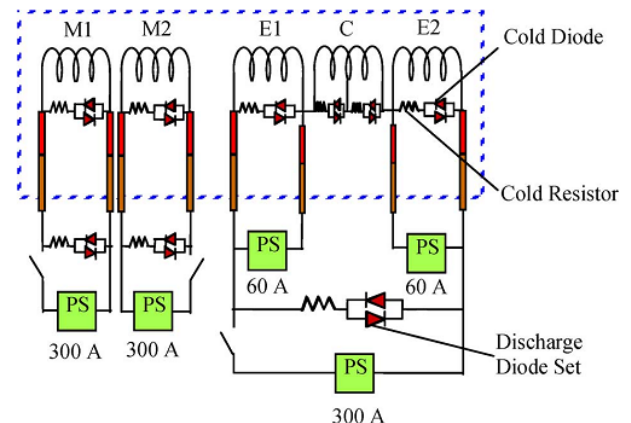 M1 M2 E1 C E2
Cold Diode
Cold Resistor
PS PS
60 A 60 A
PS PS
300 A 300 A
Discharge
Diode Set
PS
300 A